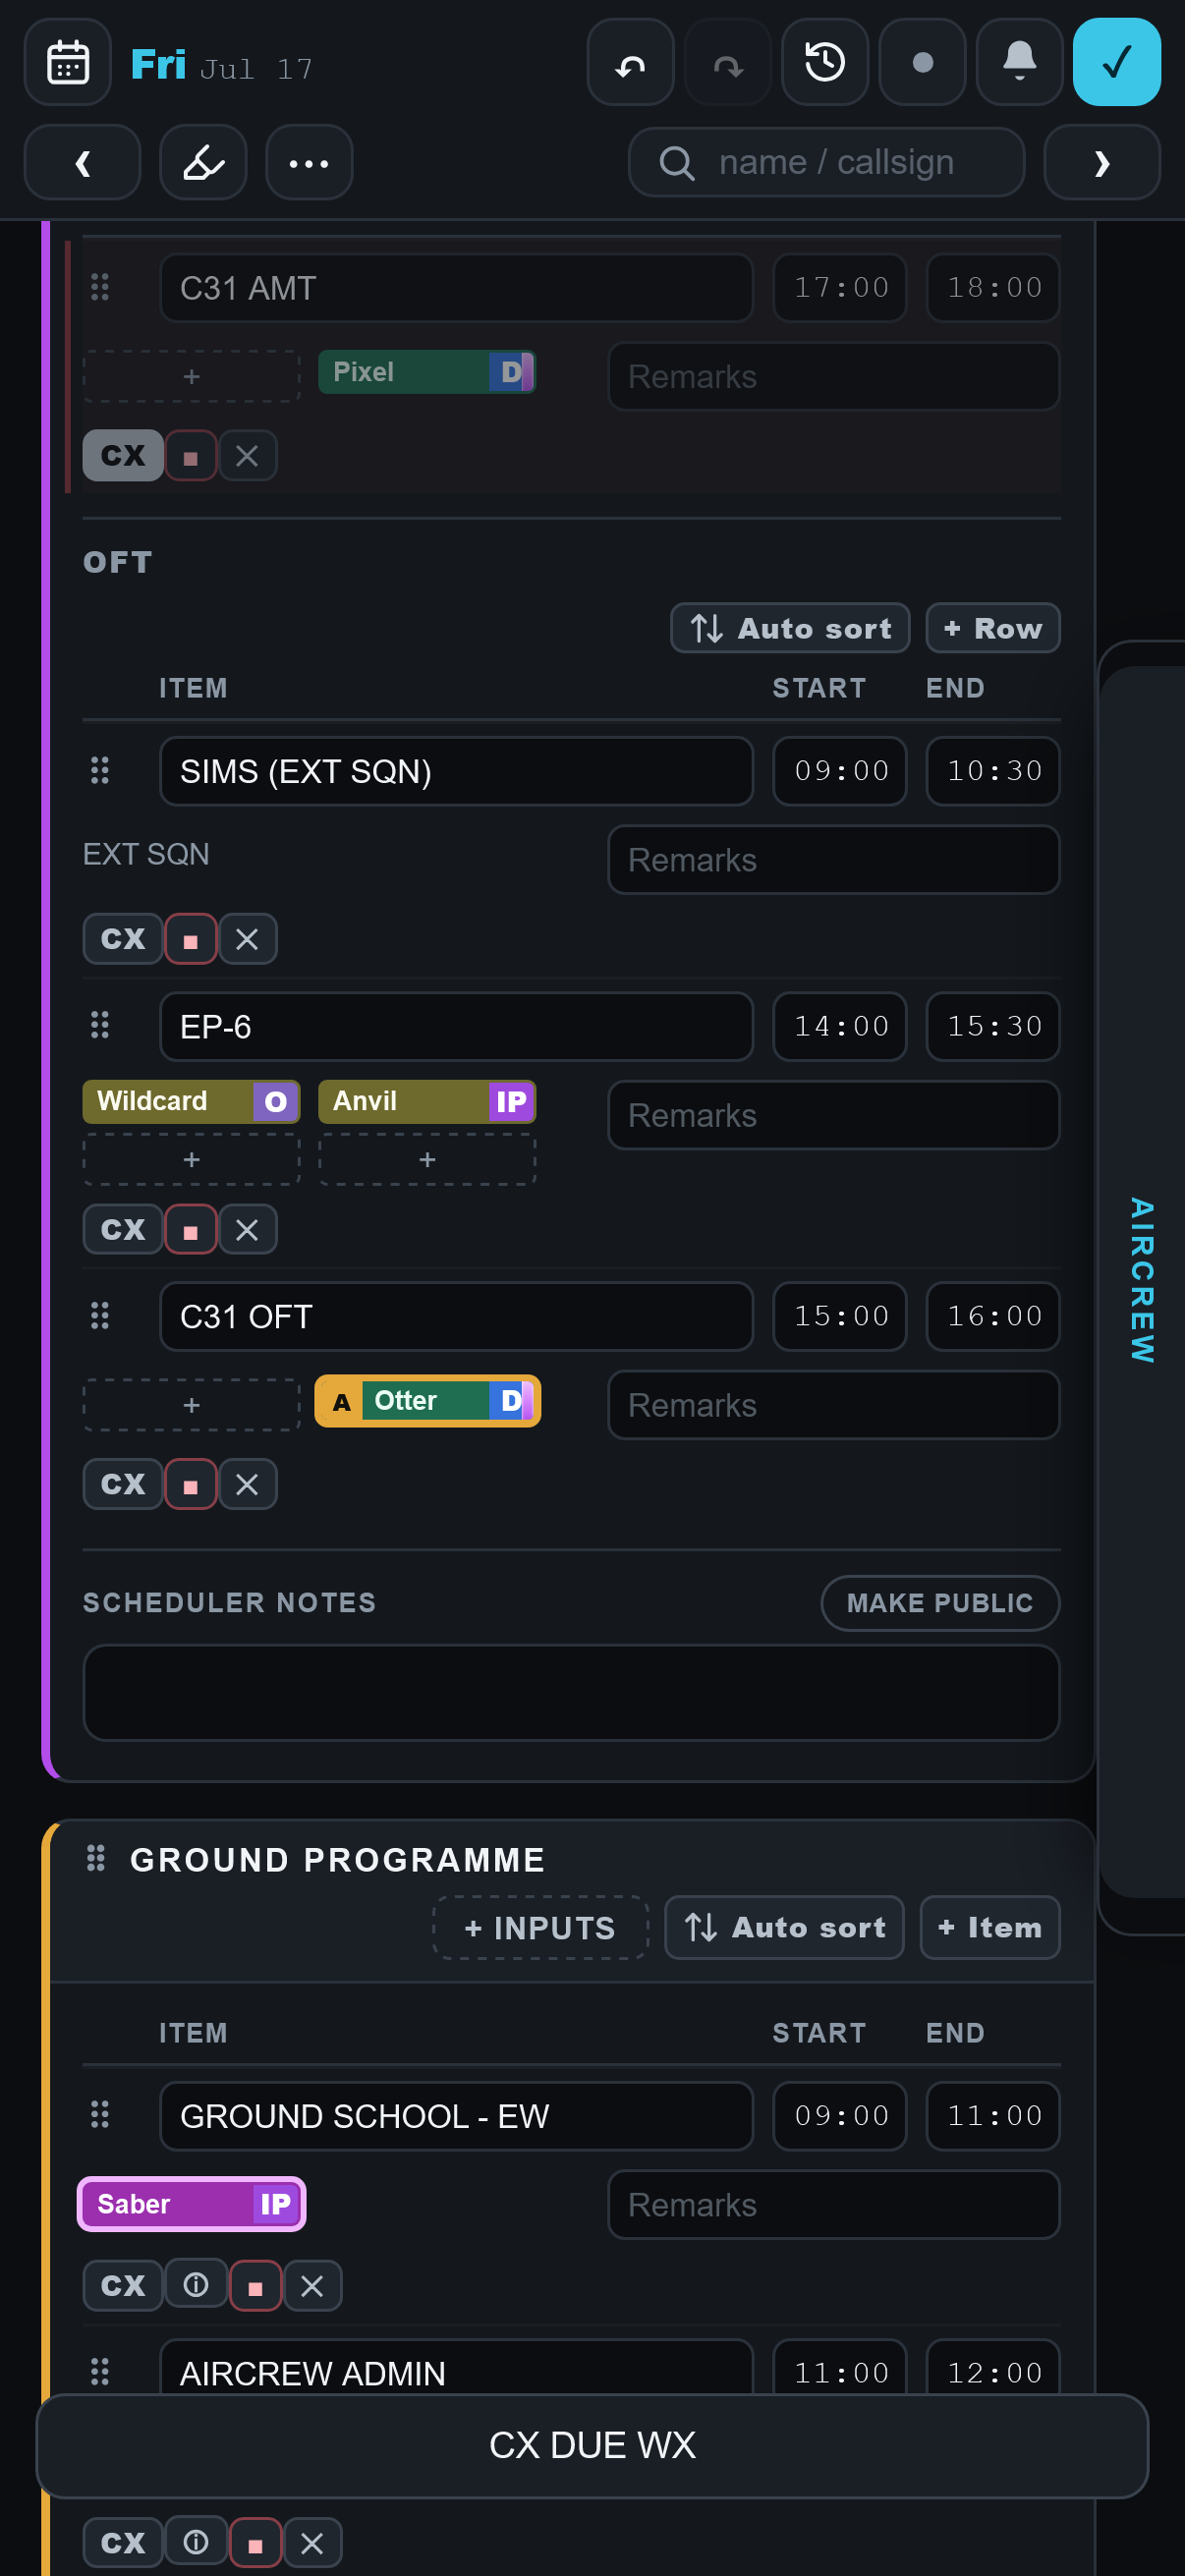 Fri Jul 17
name / callsign
C31 AMT 17:00 18:00
+ Pixel D Remarks
CX
OFT
Auto sort + Row
ITEM START END
SIMS (EXT SQN) 09:00 10:30
EXT SQN Remarks
CX
EP-6 14:00 15:30
Wildcard O Anvil IP Remarks
+ +
CX
C31 OFT 15:00 16:00
+ A Otter D Remarks
CX
AIRCREW
SCHEDULER NOTES MAKE PUBLIC
GROUND PROGRAMME
+ INPUTS Auto sort + Item
ITEM START END
GROUND SCHOOL - EW 09:00 11:00
Saber IP Remarks
CX
AIRCREW ADMIN 11:00 12:00
CX DUE WX
CX